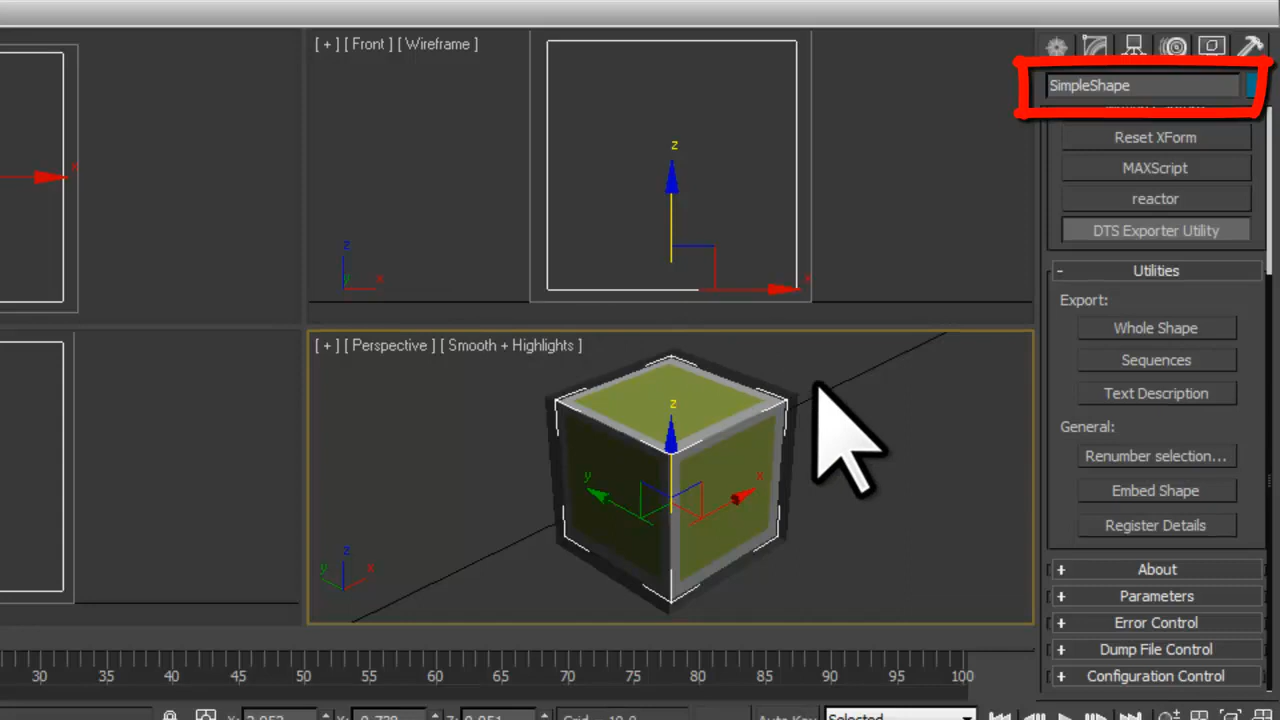 [ + ] [ Front ] [ Wireframe ]
SimpleShape
z
x
Reset XForm
MAXScript
reactor
DTS Exporter Utility
z
y
x
x
- Utilities
Export:
Whole Shape
Sequences
Text Description
General:
Renumber selection...
Embed Shape
Register Details
[ + ] [ Perspective ] [ Smooth + Highlights ]
z
y
x
z
y
x
+ About
+ Parameters
+ Error Control
+ Dump File Control
+ Configuration Control
30 35 40 45 50 55 60 65 70 75 80 85 90 95 100
Selected